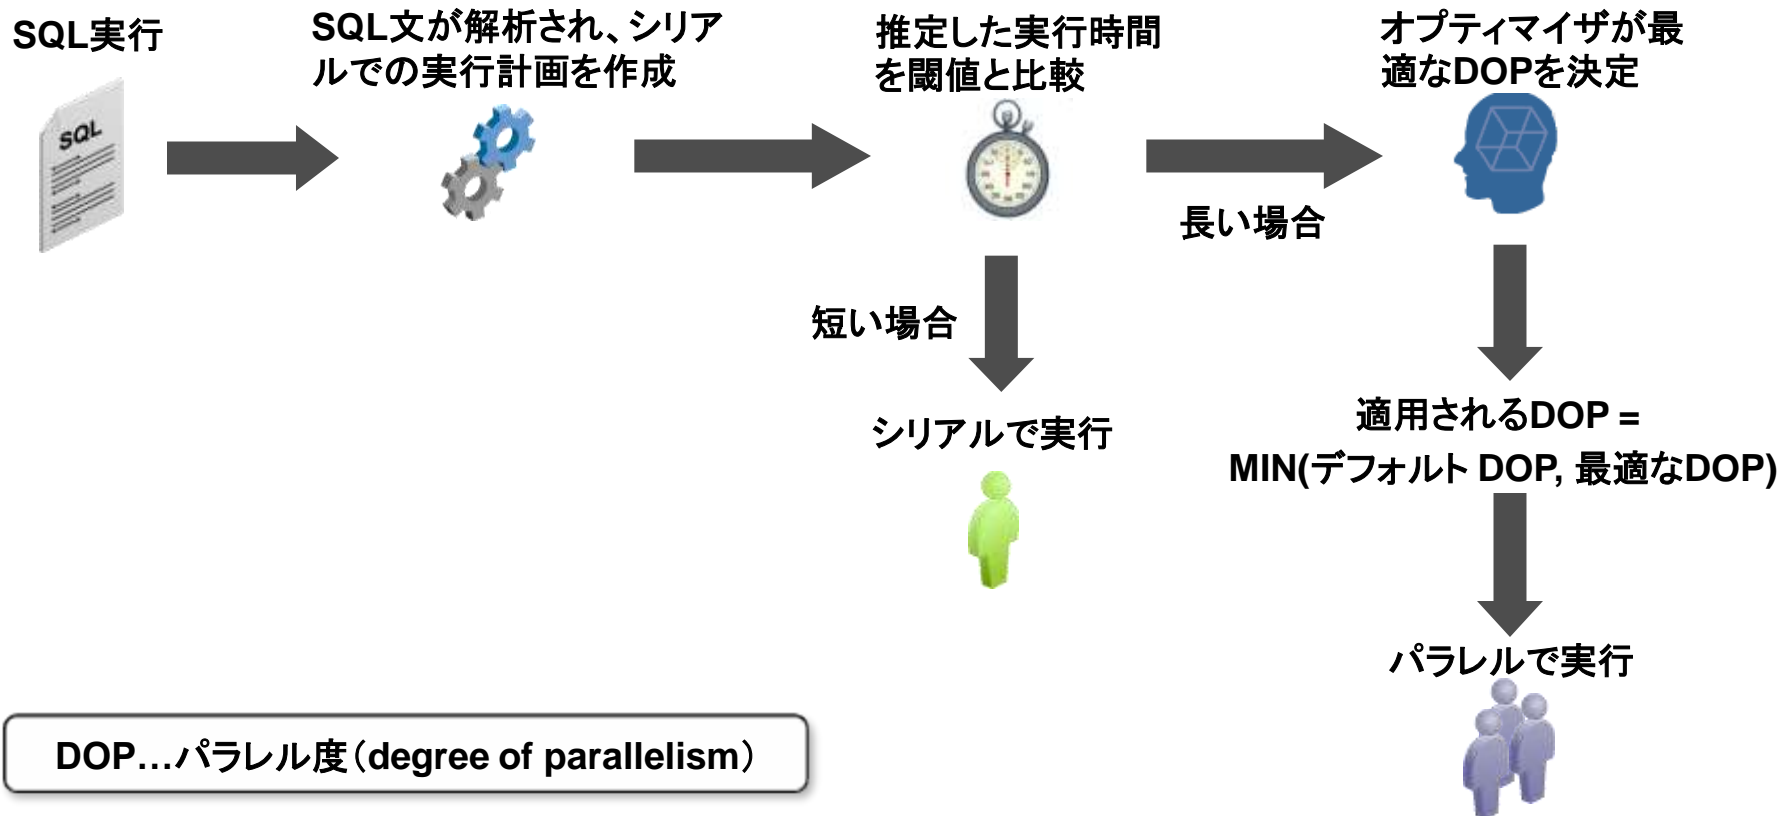 SQL実行
SQL文が解析され、シリア
ルでの実行計画を作成
推定した実行時間
を閾値と比較
オプティマイザが最
適なDOPを決定
SQL
長い場合
短い場合
シリアルで実行
適用されるDOP =
MIN(デフォルト DOP, 最適なDOP)
パラレルで実行
DOP…パラレル度（degree of parallelism）